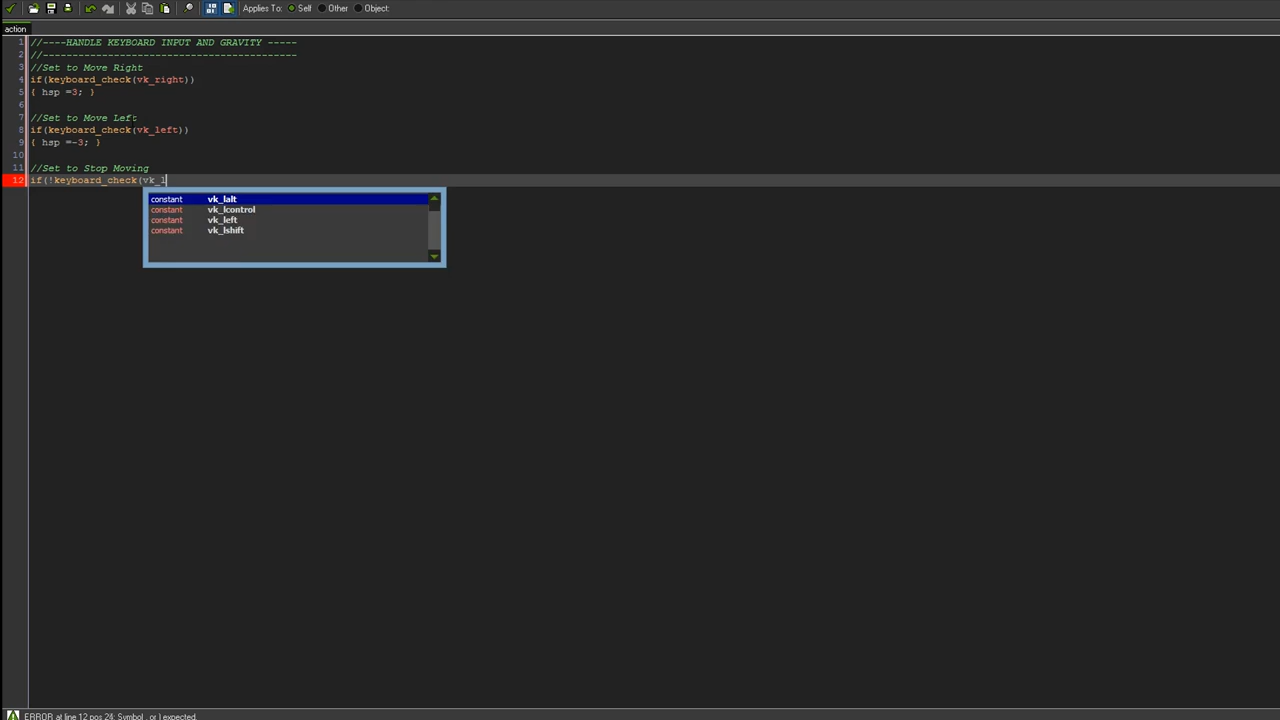 Applies To: Self Other Object:
action
1 //----HANDLE KEYBOARD INPUT AND GRAVITY -----
2 //-------------------------------------------
3 //Set to Move Right
4 if(keyboard_check(vk_right))
5 { hsp =3; }
6
7 //Set to Move Left
8 if(keyboard_check(vk_left))
9 { hsp =-3; }
10
11 //Set to Stop Moving
12 if(!keyboard_check(vk_l
constant vk_lalt
constant vk_lcontrol
constant vk_left
constant vk_lshift
ERROR at line 12 pos 24: Symbol , or ) expected.